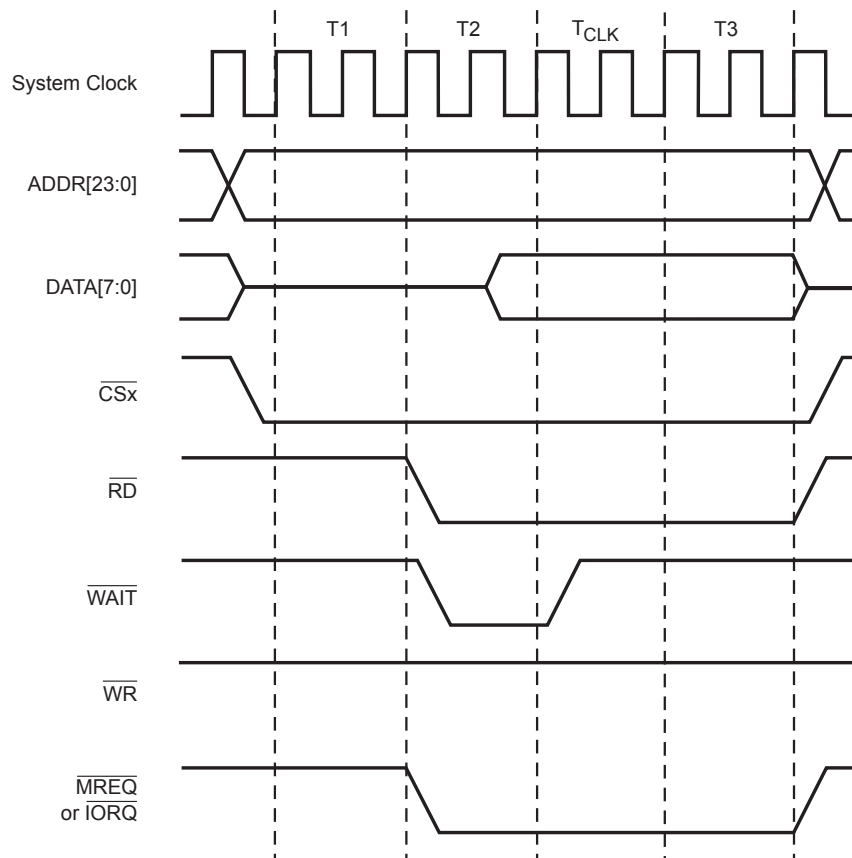 T1
T2
TCLK
T3
System Clock
ADDR[23:0]
DATA[7:0]
CSx
RD
WAIT
WR
MREQ
or IORQ